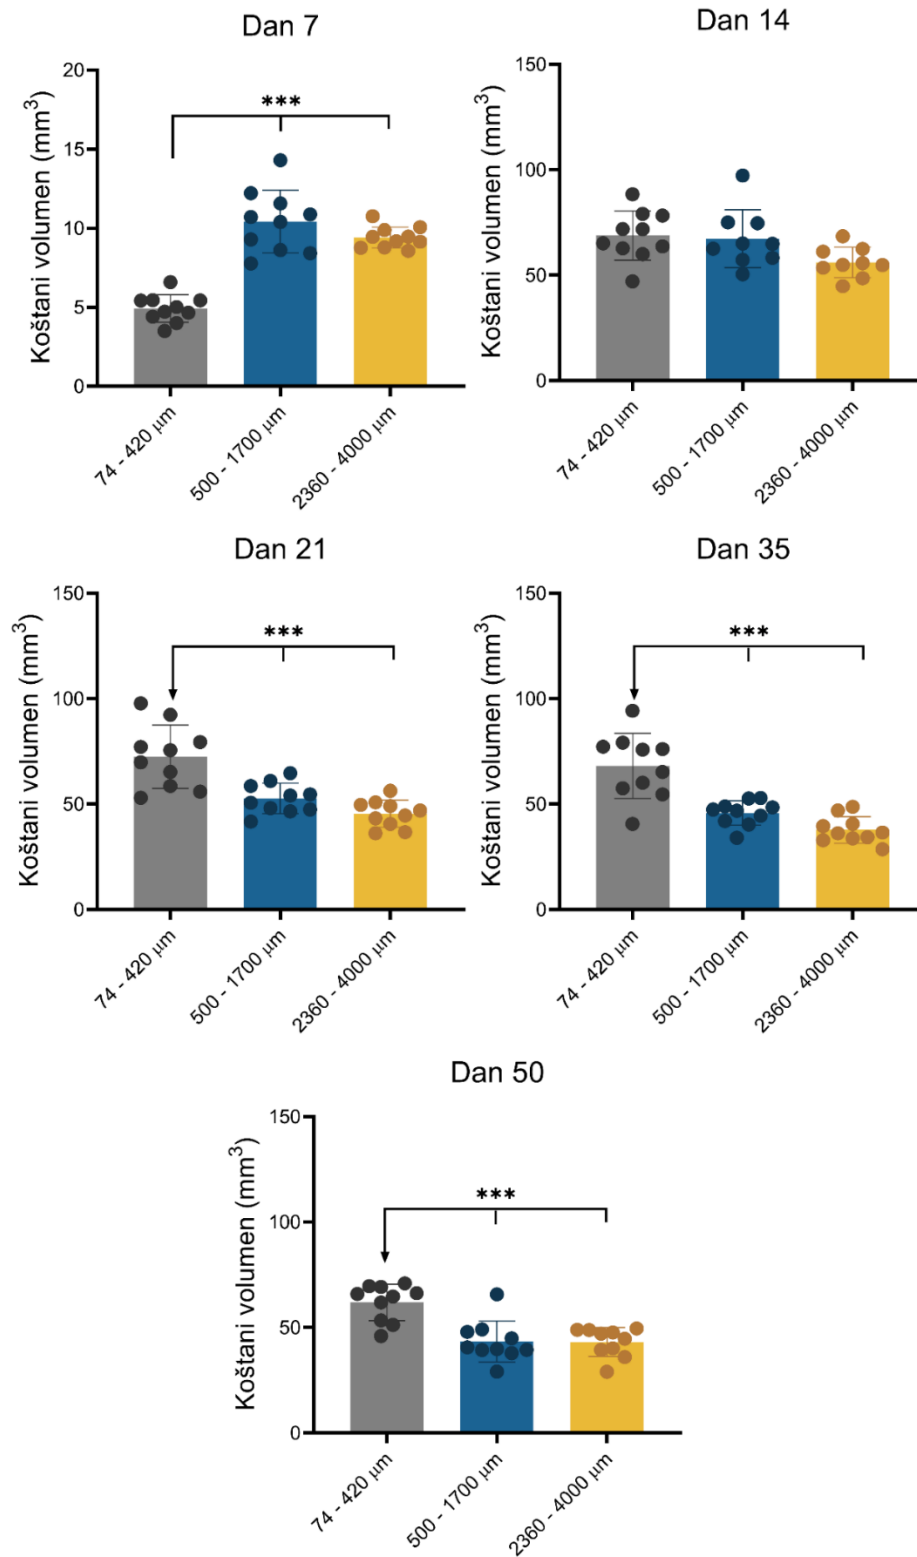 Dan 7
Koštani volumen (mm³)
20
15
10
5
0
***
74 - 420 μm
500 - 1700 μm
2360 - 4000 μm
Dan 14
Koštani volumen (mm³)
150
100
50
0
74 - 420 μm
500 - 1700 μm
2360 - 4000 μm
Dan 21
Koštani volumen (mm³)
150
100
50
0
***
74 - 420 μm
500 - 1700 μm
2360 - 4000 μm
Dan 35
Koštani volumen (mm³)
150
100
50
0
***
74 - 420 μm
500 - 1700 μm
2360 - 4000 μm
Dan 50
Koštani volumen (mm³)
150
100
50
0
***
74 - 420 μm
500 - 1700 μm
2360 - 4000 μm